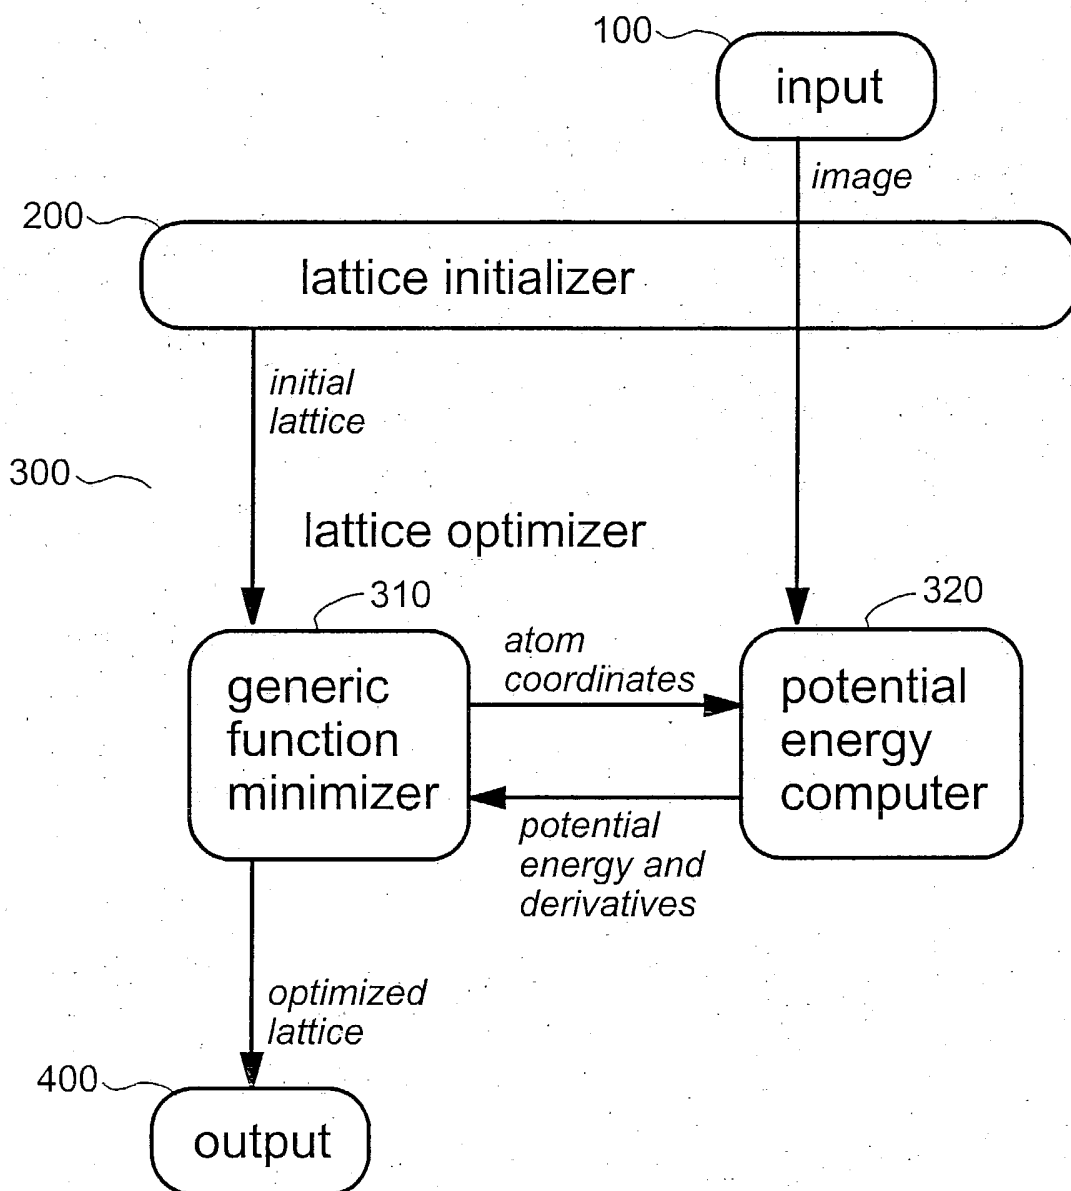 100
input
image
200
lattice initializer
initial
lattice
300
lattice optimizer
310
320
generic
function
minimizer
atom
coordinates
potential
energy
computer
potential
energy and
derivatives
optimized
lattice
400
output